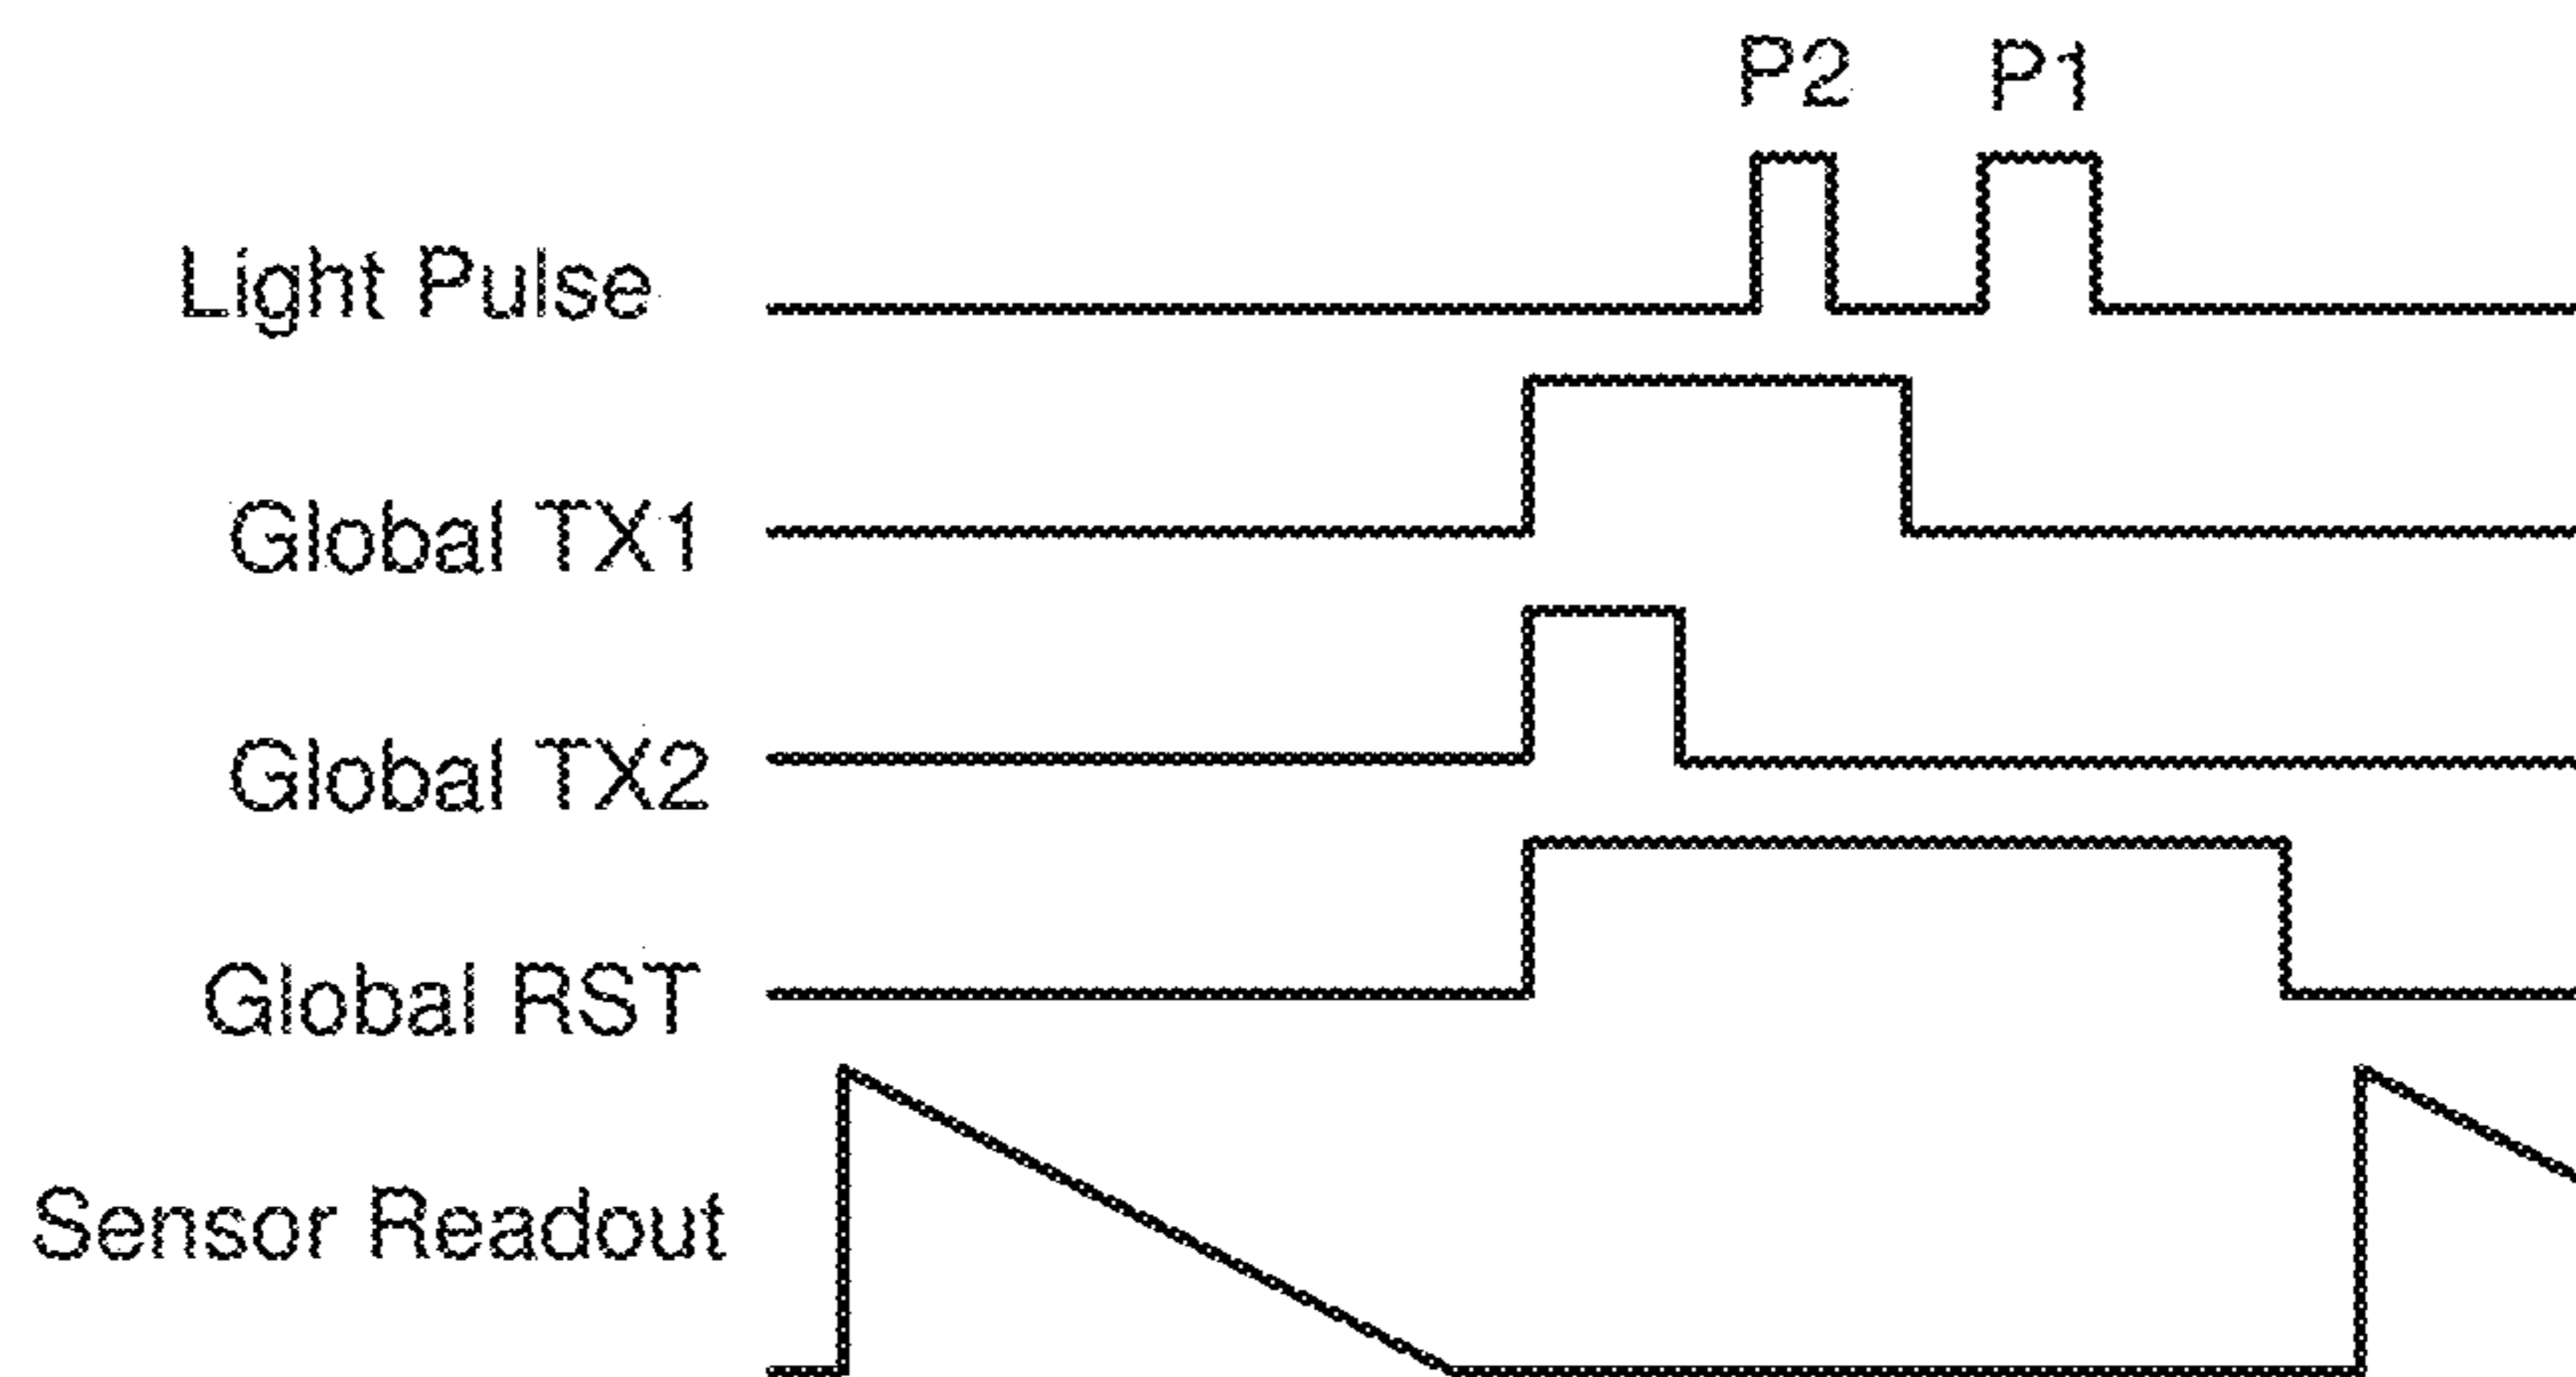 P2 P1
Light Pulse
Global TX1
Global TX2
Global RST
Sensor Readout